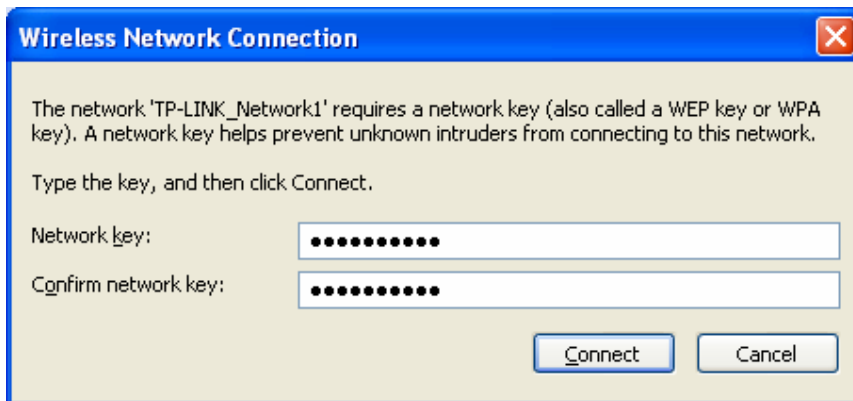 Wireless Network Connection
The network 'TP-LINK_Network1' requires a network key (also called a WEP key or WPA
key). A network key helps prevent unknown intruders from connecting to this network.
Type the key, and then click Connect.
Network key: ••••••••••
Confirm network key: ••••••••••
Connect Cancel